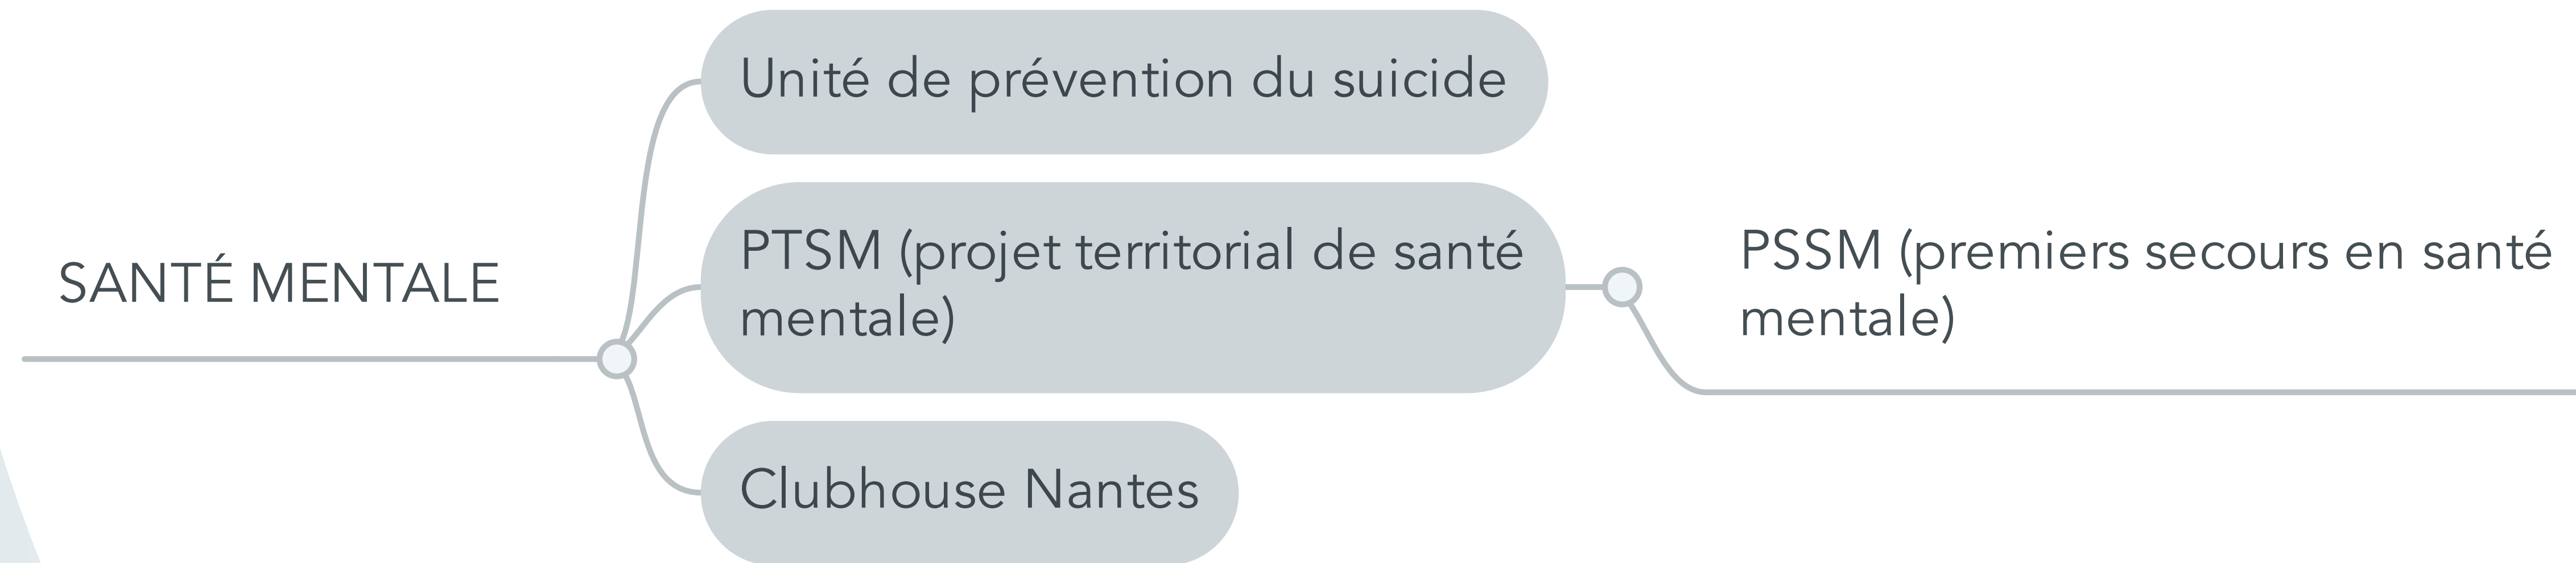 SANTÉ MENTALE
Unité de prévention du suicide
PTSM (projet territorial de santé
mentale)
PSSM (premiers secours en santé
mentale)
Clubhouse Nantes